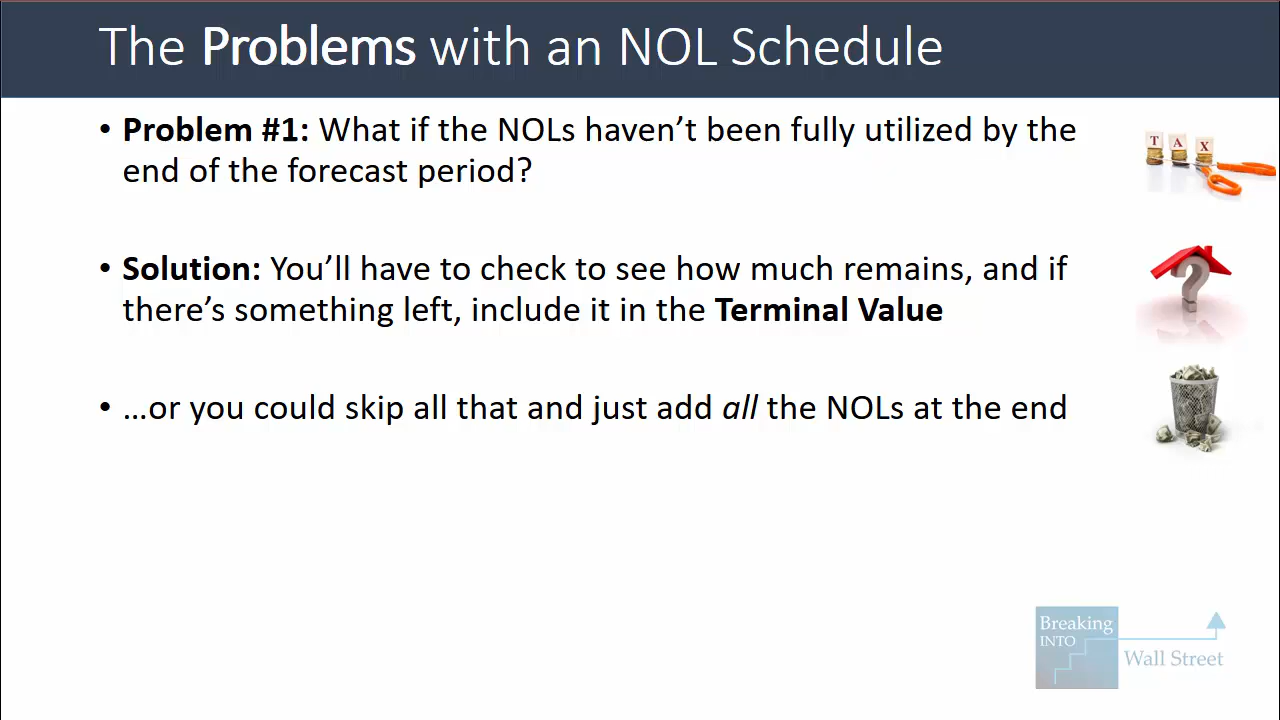 The Problems with an NOL Schedule
• Problem #1: What if the NOLs haven't been fully utilized by the
end of the forecast period?
T A X
• Solution: You'll have to check to see how much remains, and if
there's something left, include it in the Terminal Value
?
• …or you could skip all that and just add all the NOLs at the end
Breaking
INTO
Wall Street